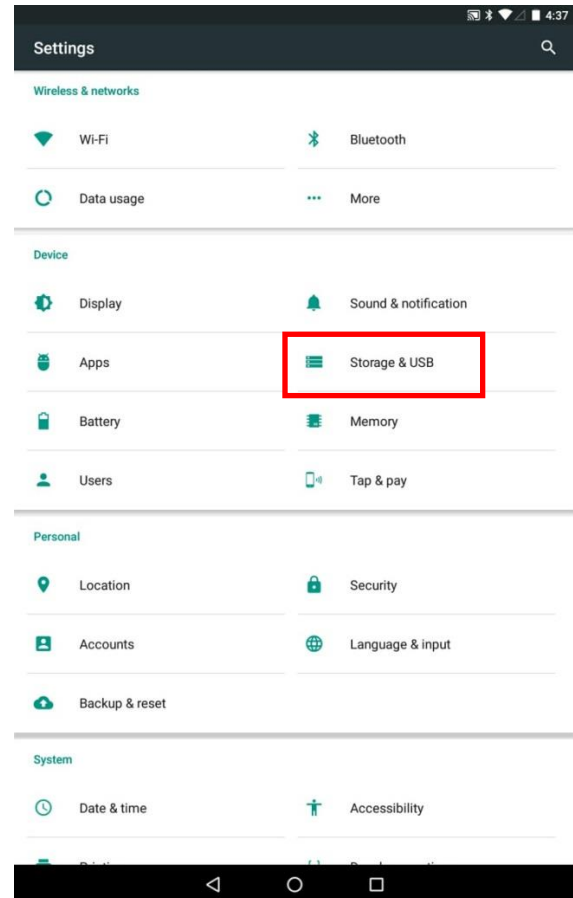 4:37
Settings
Wireless & networks
Wi-Fi
Bluetooth
Data usage
More
Device
Display
Sound & notification
Apps
Storage & USB
Battery
Memory
Users
Tap & pay
Personal
Location
Security
Accounts
Language & input
Backup & reset
System
Date & time
Accessibility